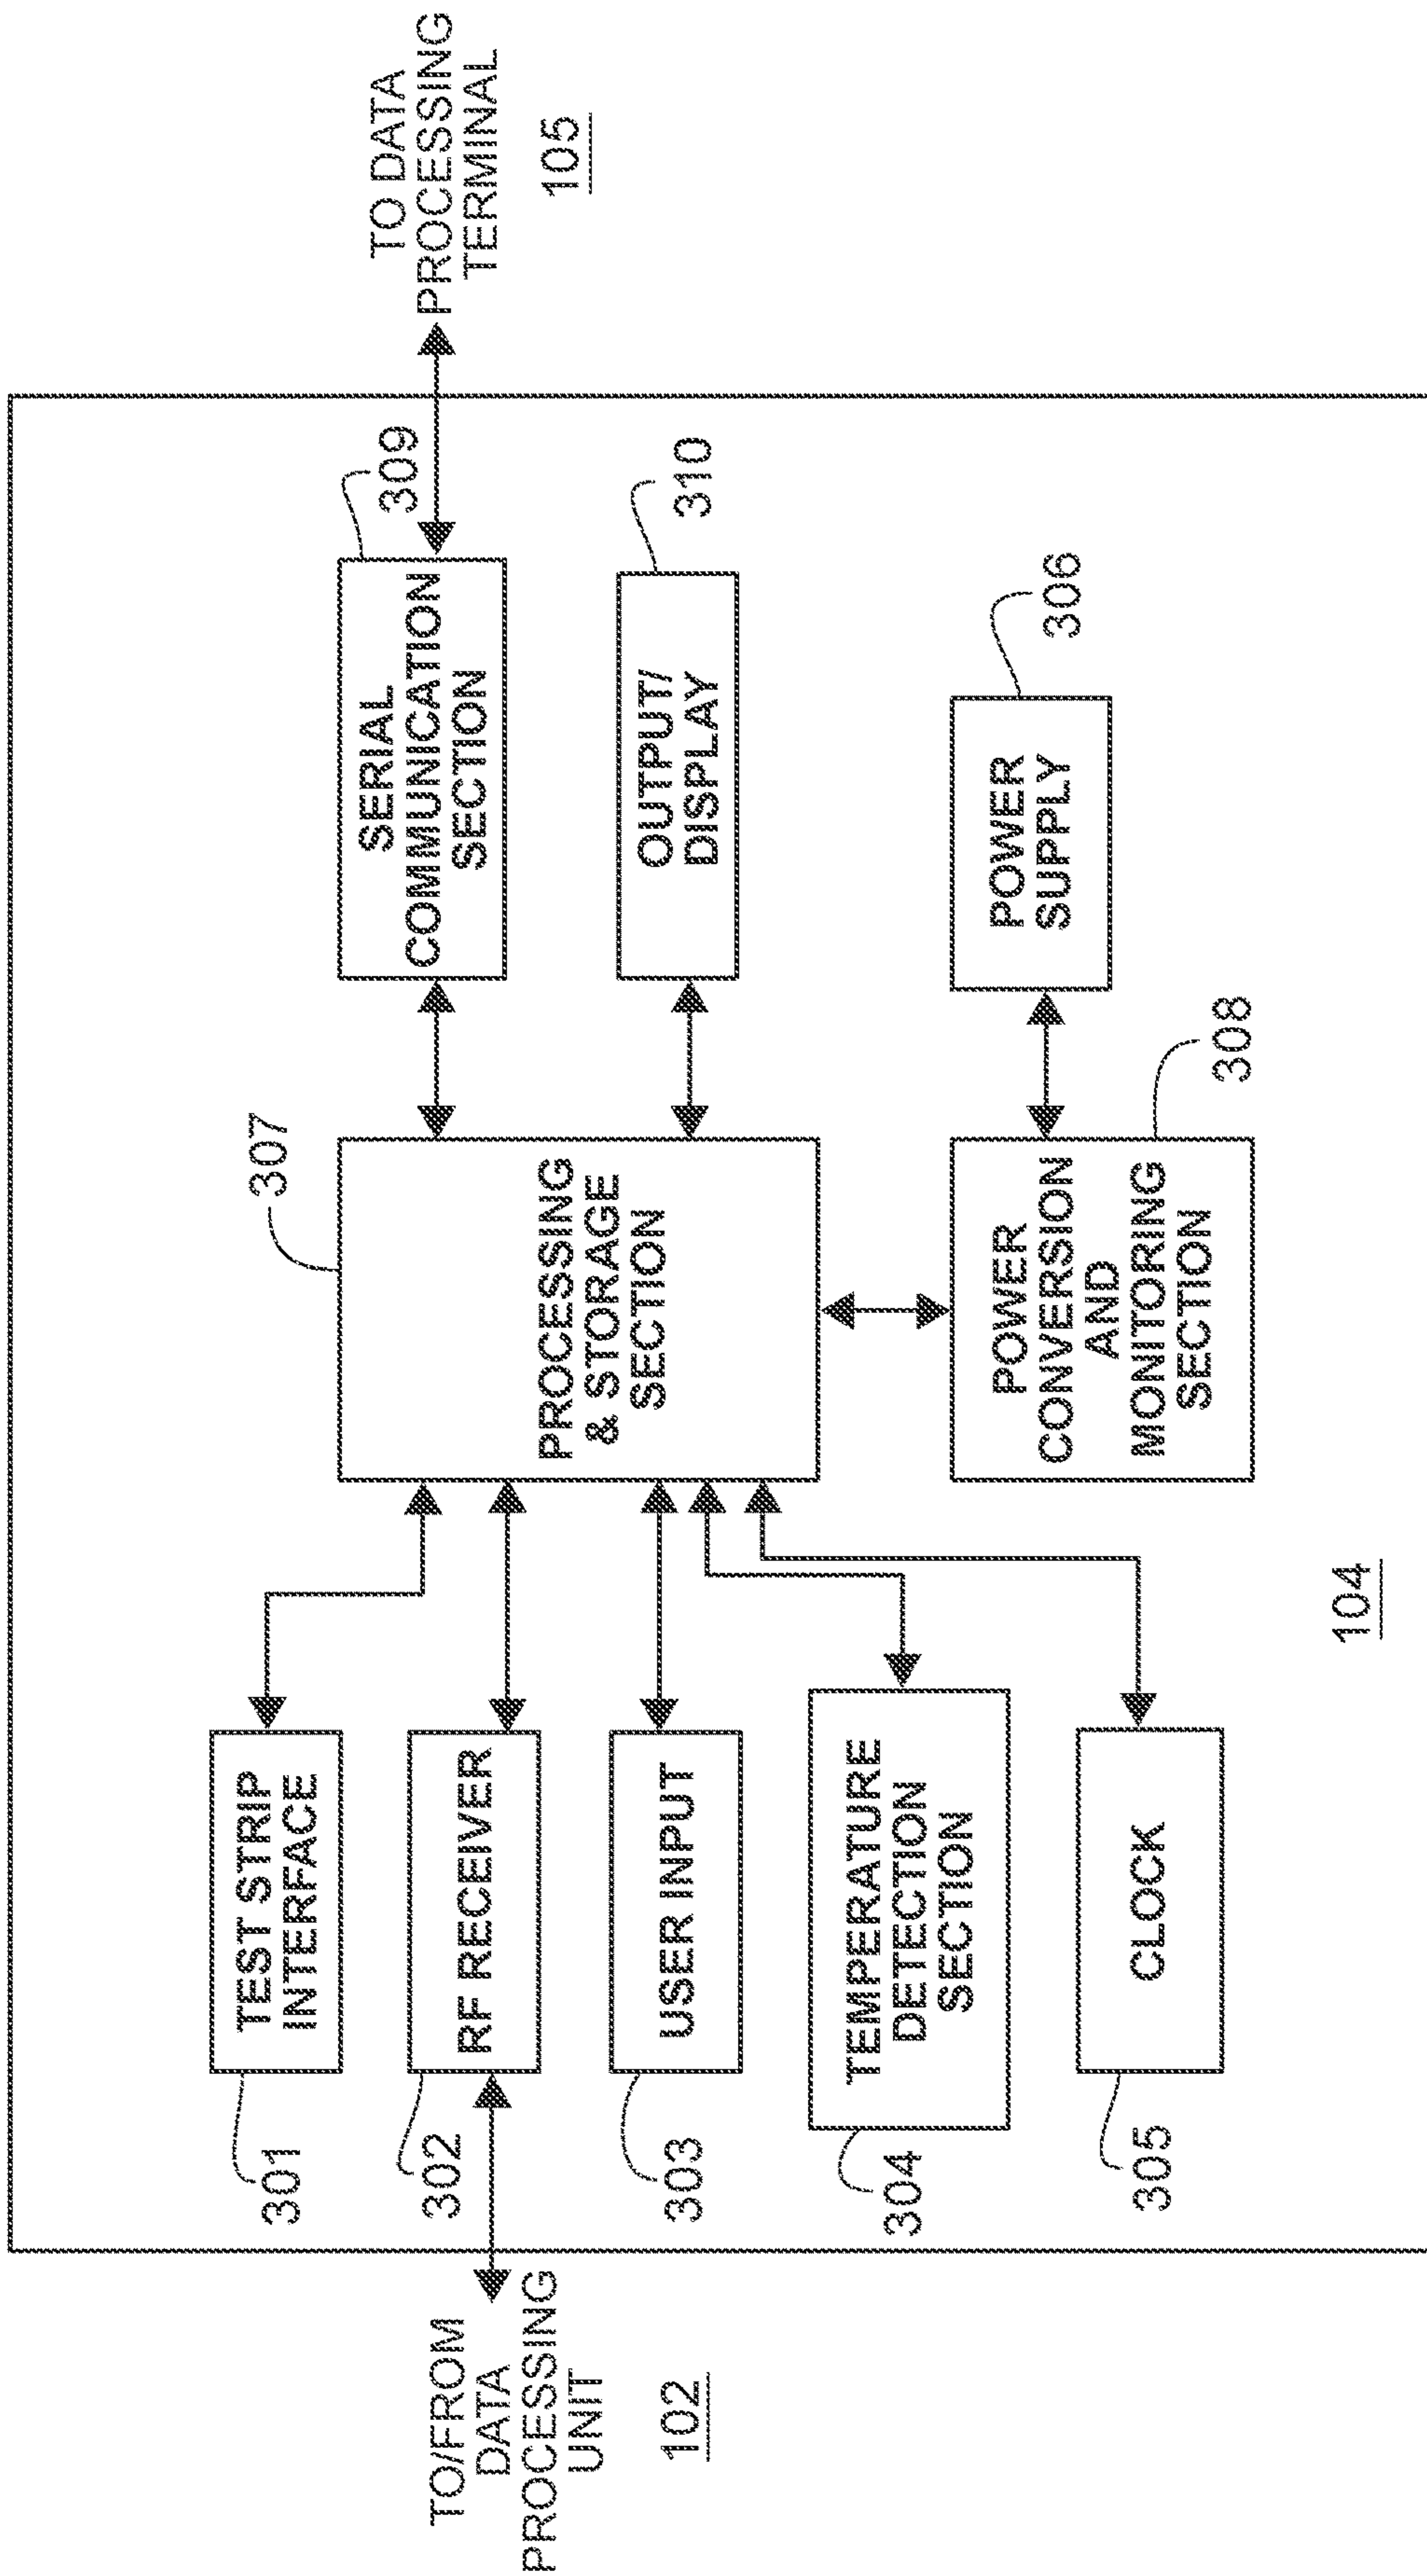 TO/FROM
DATA
PROCESSING
UNIT
102
301
TEST STRIP
INTERFACE
302
RF RECEIVER
303
USER INPUT
304
TEMPERATURE
DETECTION
SECTION
305
CLOCK
307
PROCESSING
& STORAGE
SECTION
POWER
CONVERSION
AND
MONITORING
SECTION
308
104
SERIAL
COMMUNICATION
SECTION
309
OUTPUT/
DISPLAY
310
POWER
SUPPLY
306
TO DATA
PROCESSING
TERMINAL
105